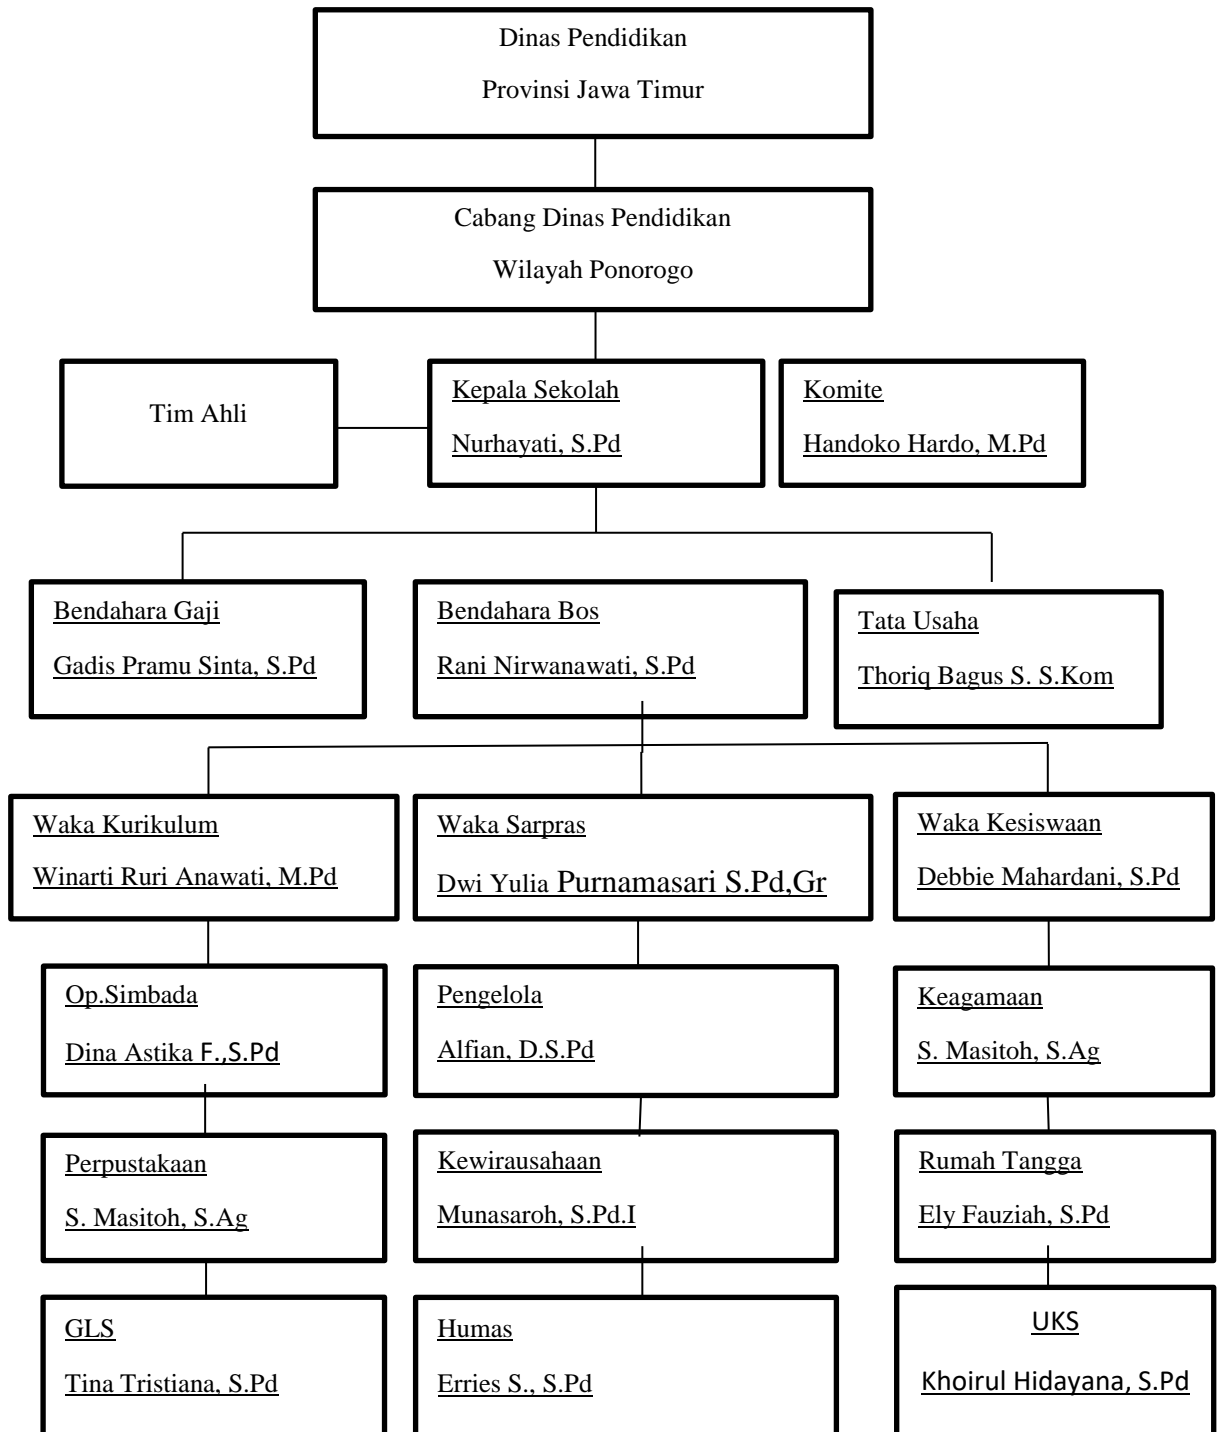 Dinas Pendidikan
Provinsi Jawa Timur
Cabang Dinas Pendidikan
Wilayah Ponorogo
Tim Ahli
Kepala Sekolah
Nurhayati, S.Pd
Komite
Handoko Hardo, M.Pd
Bendahara Gaji
Gadis Pramu Sinta, S.Pd
Bendahara Bos
Rani Nirwanawati, S.Pd
Tata Usaha
Thoriq Bagus S. S.Kom
Waka Kurikulum
Winarti Ruri Anawati, M.Pd
Waka Sarpras
Dwi Yulia Purnamasari S.Pd,Gr
Waka Kesiswaan
Debbie Mahardani, S.Pd
Op.Simbada
Dina Astika F.,S.Pd
Pengelola
Alfian, D.S.Pd
Keagamaan
S. Masitoh, S.Ag
Perpustakaan
S. Masitoh, S.Ag
Kewirausahaan
Munasaroh, S.Pd.I
Rumah Tangga
Ely Fauziah, S.Pd
GLS
Tina Tristiana, S.Pd
Humas
Erries S., S.Pd
UKS
Khoirul Hidayana, S.Pd